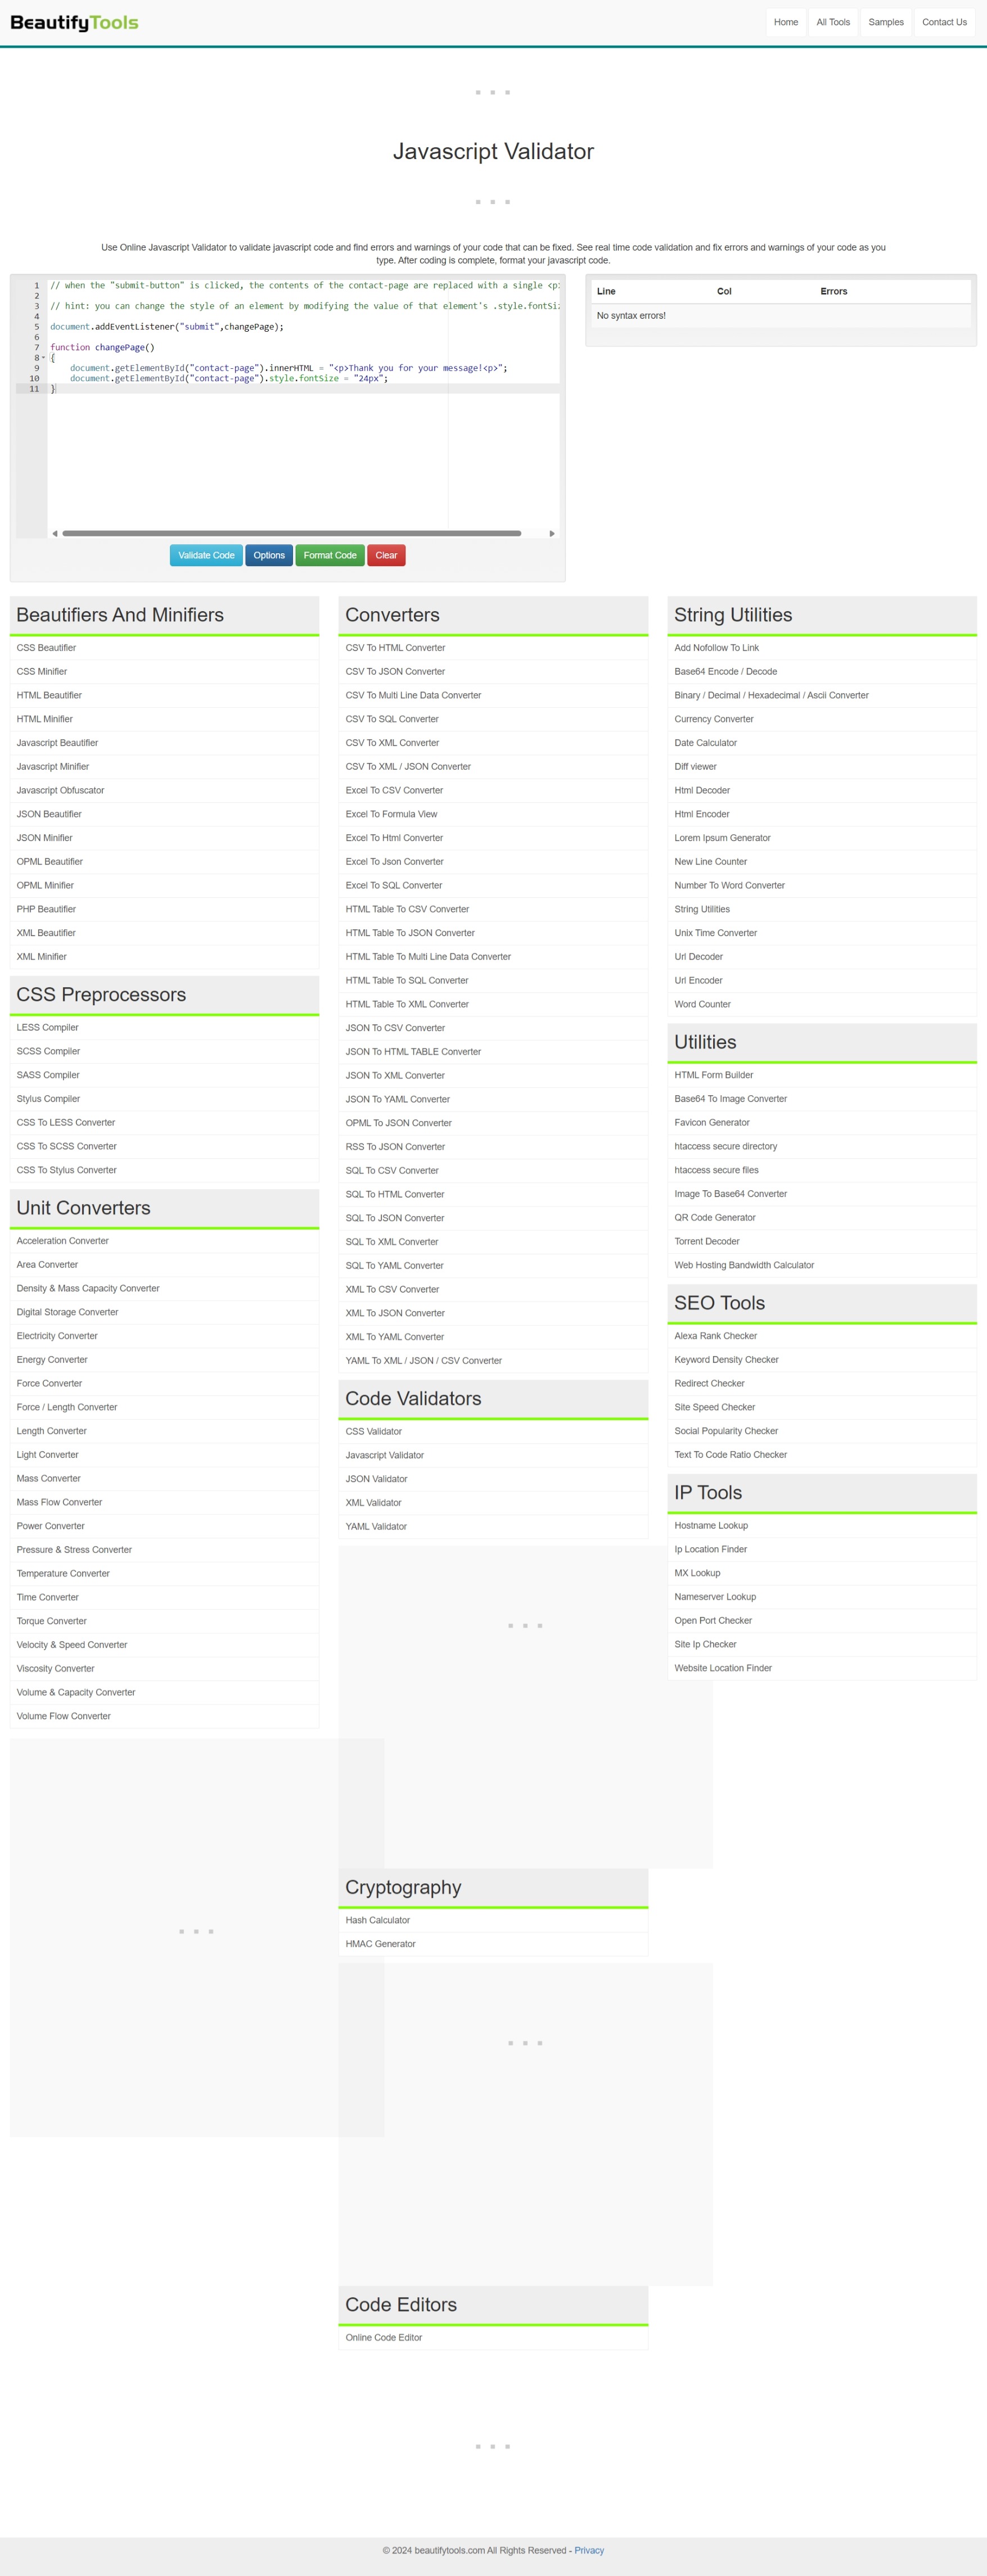 BeautifyTools
Home
All Tools
Samples
Contact Us
Javascript Validator
Use Online Javascript Validator to validate javascript code and find errors and warnings of your code that can be fixed. See real time code validation and fix errors and warnings of your code as you
type. After coding is complete, format your javascript code.
1 // when the "submit-button" is clicked, the contents of the contact-page are replaced with a single <p>
2
3 // hint: you can change the style of an element by modifying the value of that element's .style.fontSiz
4
5 document.addEventListener("submit",changePage);
6
7 function changePage()
8 {
9 document.getElementById("contact-page").innerHTML = "<p>Thank you for your message!<p>";
10 document.getElementById("contact-page").style.fontSize = "24px";
11 }
Validate Code
Options
Format Code
Clear
Line Col Errors
No syntax errors!
Beautifiers And Minifiers
CSS Beautifier
CSS Minifier
HTML Beautifier
HTML Minifier
Javascript Beautifier
Javascript Minifier
Javascript Obfuscator
JSON Beautifier
JSON Minifier
OPML Beautifier
OPML Minifier
PHP Beautifier
XML Beautifier
XML Minifier
CSS Preprocessors
LESS Compiler
SCSS Compiler
SASS Compiler
Stylus Compiler
CSS To LESS Converter
CSS To SCSS Converter
CSS To Stylus Converter
Unit Converters
Acceleration Converter
Area Converter
Density & Mass Capacity Converter
Digital Storage Converter
Electricity Converter
Energy Converter
Force Converter
Force / Length Converter
Length Converter
Light Converter
Mass Converter
Mass Flow Converter
Power Converter
Pressure & Stress Converter
Temperature Converter
Time Converter
Torque Converter
Velocity & Speed Converter
Viscosity Converter
Volume & Capacity Converter
Volume Flow Converter
Converters
CSV To HTML Converter
CSV To JSON Converter
CSV To Multi Line Data Converter
CSV To SQL Converter
CSV To XML Converter
CSV To XML / JSON Converter
Excel To CSV Converter
Excel To Formula View
Excel To Html Converter
Excel To Json Converter
Excel To SQL Converter
HTML Table To CSV Converter
HTML Table To JSON Converter
HTML Table To Multi Line Data Converter
HTML Table To SQL Converter
HTML Table To XML Converter
JSON To CSV Converter
JSON To HTML TABLE Converter
JSON To XML Converter
JSON To YAML Converter
OPML To JSON Converter
RSS To JSON Converter
SQL To CSV Converter
SQL To HTML Converter
SQL To JSON Converter
SQL To XML Converter
SQL To YAML Converter
XML To CSV Converter
XML To JSON Converter
XML To YAML Converter
YAML To XML / JSON / CSV Converter
Code Validators
CSS Validator
Javascript Validator
JSON Validator
XML Validator
YAML Validator
Cryptography
Hash Calculator
HMAC Generator
Code Editors
Online Code Editor
String Utilities
Add Nofollow To Link
Base64 Encode / Decode
Binary / Decimal / Hexadecimal / Ascii Converter
Currency Converter
Date Calculator
Diff viewer
Html Decoder
Html Encoder
Lorem Ipsum Generator
New Line Counter
Number To Word Converter
String Utilities
Unix Time Converter
Url Decoder
Url Encoder
Word Counter
Utilities
HTML Form Builder
Base64 To Image Converter
Favicon Generator
htaccess secure directory
htaccess secure files
Image To Base64 Converter
QR Code Generator
Torrent Decoder
Web Hosting Bandwidth Calculator
SEO Tools
Alexa Rank Checker
Keyword Density Checker
Redirect Checker
Site Speed Checker
Social Popularity Checker
Text To Code Ratio Checker
IP Tools
Hostname Lookup
Ip Location Finder
MX Lookup
Nameserver Lookup
Open Port Checker
Site Ip Checker
Website Location Finder
© 2024 beautifytools.com All Rights Reserved - Privacy